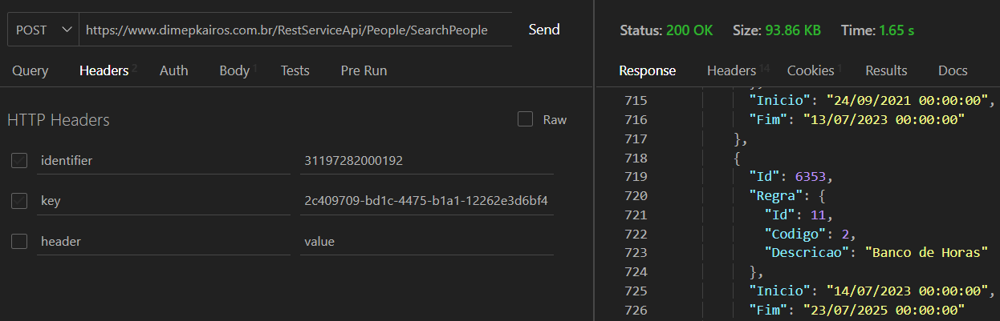 POST
https://www.dimepkairos.com.br/RestServiceApi/People/SearchPeople
Send
Query Headers 2 Auth Body 1 Tests Pre Run
HTTP Headers
Raw
identifier 31197282000192
key 2c409709-bd1c-4475-b1a1-12262e3d6bf4
header value
Status: 200 OK Size: 93.86 KB Time: 1.65 s
Response Headers 14 Cookies 1 Results Docs
},
715 "Inicio": "24/09/2021 00:00:00",
716 "Fim": "13/07/2023 00:00:00"
717 },
718 {
719 "Id": 6353,
720 "Regra": {
721 "Id": 11,
722 "Codigo": 2,
723 "Descricao": "Banco de Horas"
724 },
725 "Inicio": "14/07/2023 00:00:00",
726 "Fim": "23/07/2025 00:00:00"